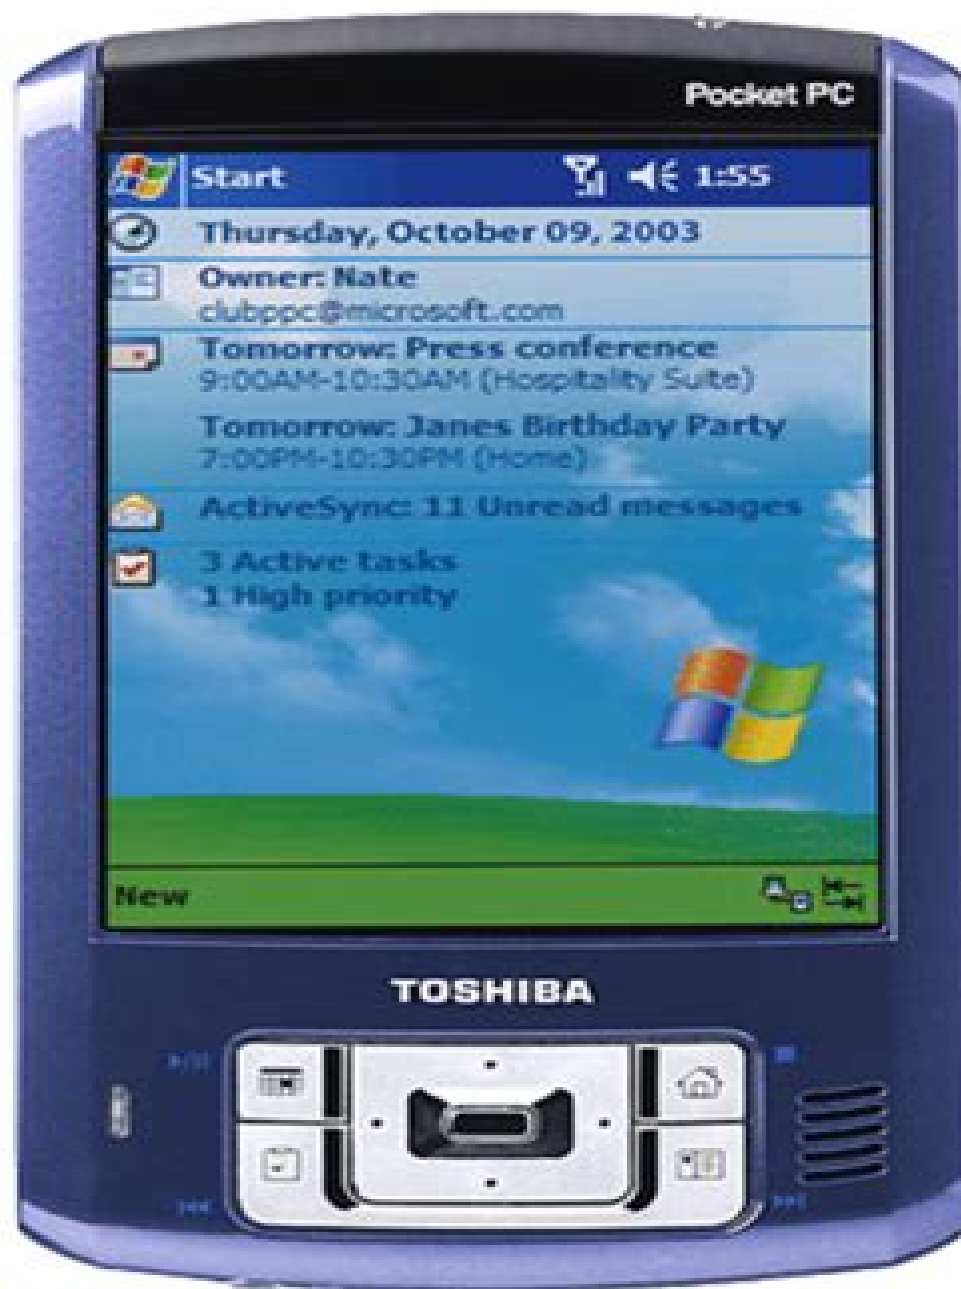 Pocket PC
Start 1:55
Thursday, October 09, 2003
Owner: Nate
clubppc@microsoft.com
Tomorrow: Press conference
9:00AM-10:30AM (Hospitality Suite)
Tomorrow: Janes Birthday Party
7:00PM-10:30PM (Home)
ActiveSync: 11 Unread messages
3 Active tasks
1 High priority
New
TOSHIBA